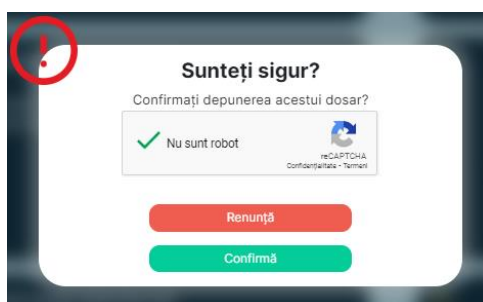 !
Sunteți sigur?
Confirmați depunerea acestui dosar?
Nu sunt robot
reCAPTCHA
Confidențialitate - Termeni
Renunță
Confirmă